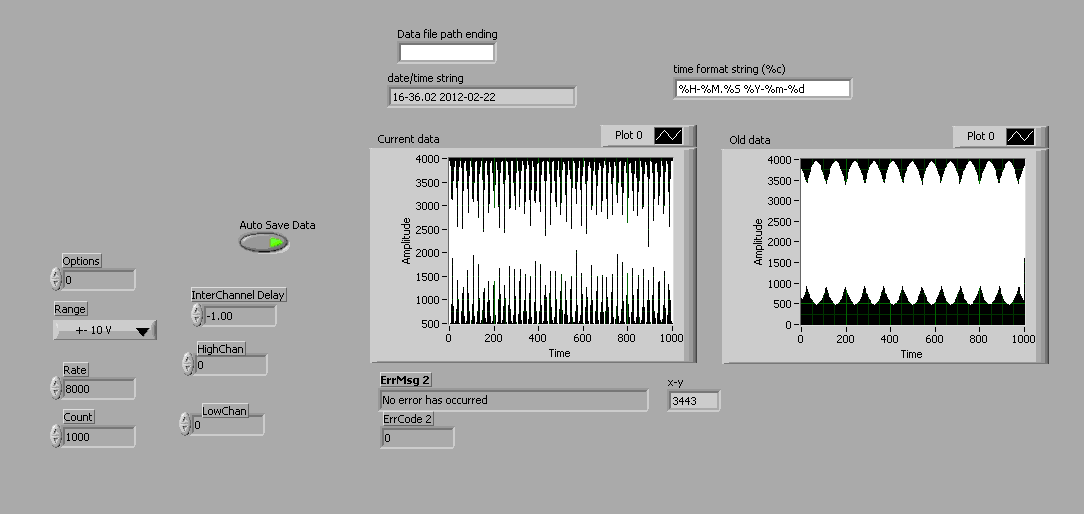 Data file path ending
date/time string
16-36.02 2012-02-22
time format string (%c)
%H-%M.%S %Y-%m-%d
Current data
Plot 0
Amplitude
4000
3500
3000
2500
2000
1500
1000
500
0 200 400 600 800 1000
Time
Old data
Plot 0
Amplitude
4000
3500
3000
2500
2000
1500
1000
500
0
0 200 400 600 800 1000
Time
Auto Save Data
Options
0
Range
+- 10 V
Rate
8000
Count
1000
InterChannel Delay
-1.00
HighChan
0
LowChan
0
ErrMsg 2
No error has occurred
ErrCode 2
0
x-y
3443